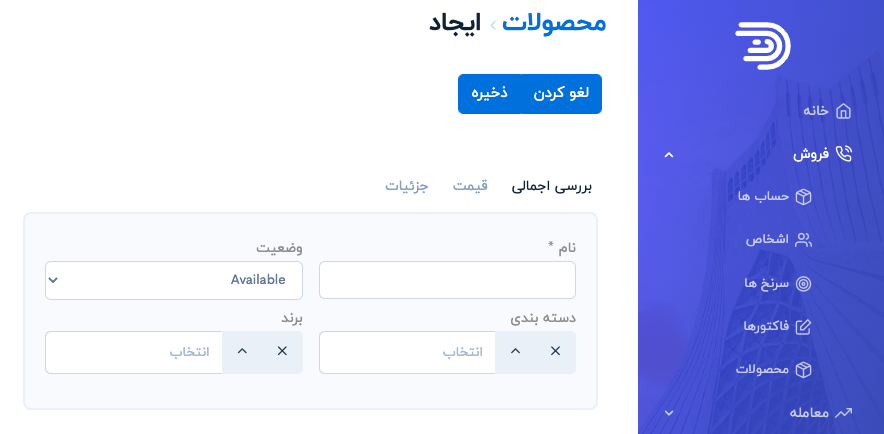 محصولات › ایجاد
لغو کردن ذخیره
بررسی اجمالی قیمت جزئیات
نام * وضعیت
Available
دسته بندی برند
انتخاب انتخاب
خانه
فروش
حساب ها
اشخاص
سرنخ ها
فاکتورها
محصولات
معامله